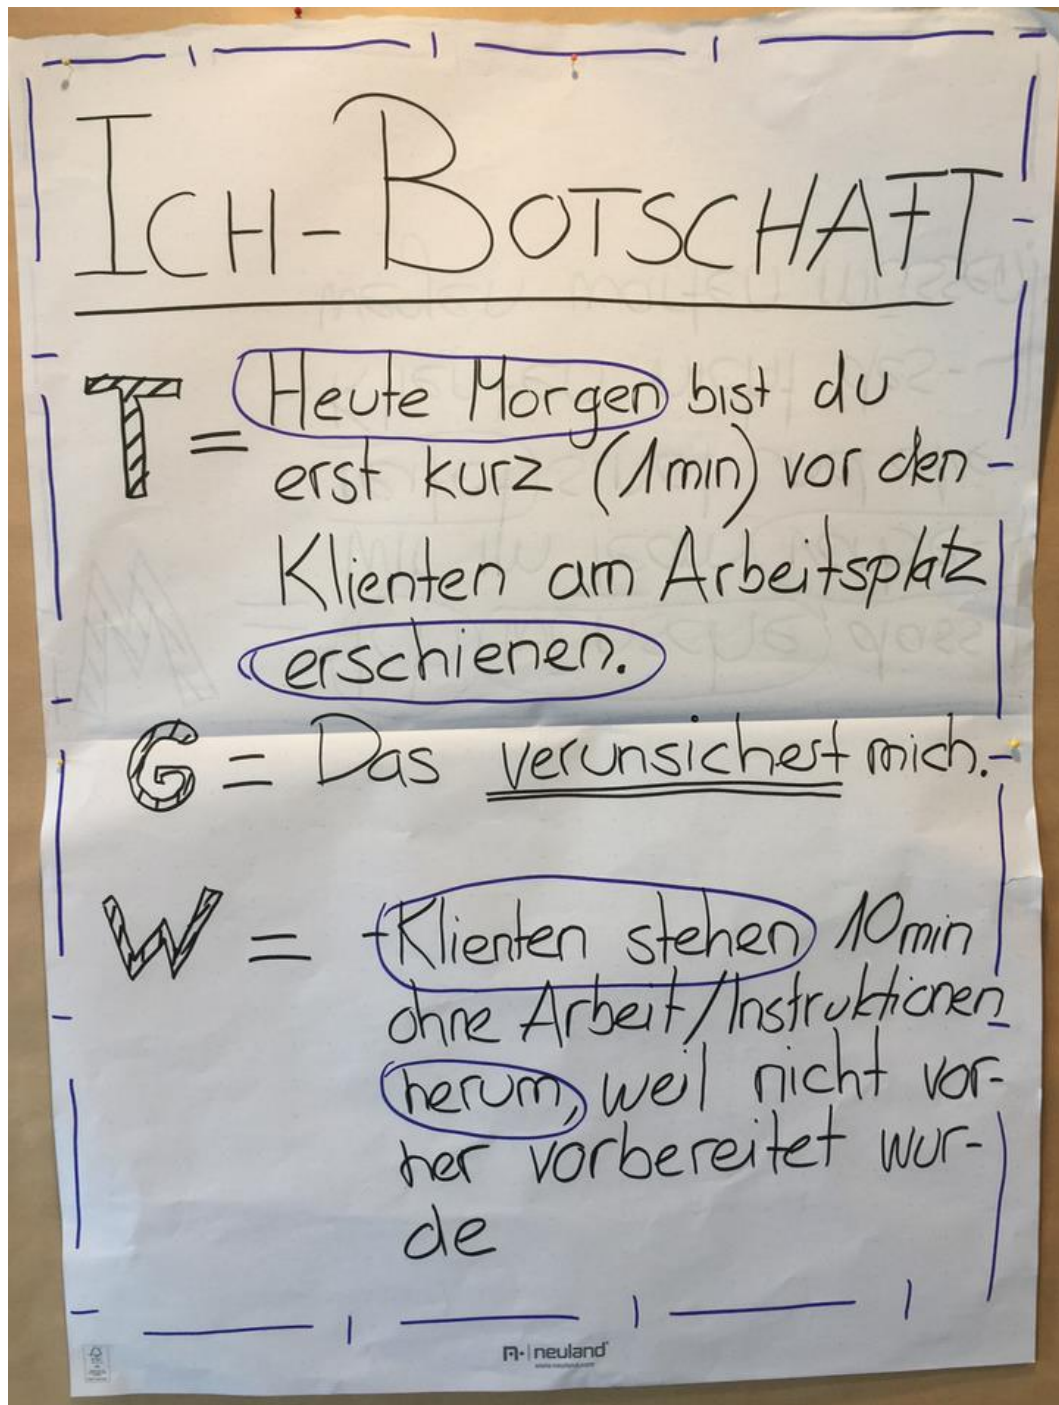 ICH-BOTSCHAFT
T = Heute Morgen bist du
erst kurz (1min) vor den
Klienten am Arbeitsplatz
erschienen.
G = Das verunsichert mich.
W = - Klienten stehen 10min
ohne Arbeit/Instruktionen
herum, weil nicht vor-
her vorbereitet wur-
de
neuland